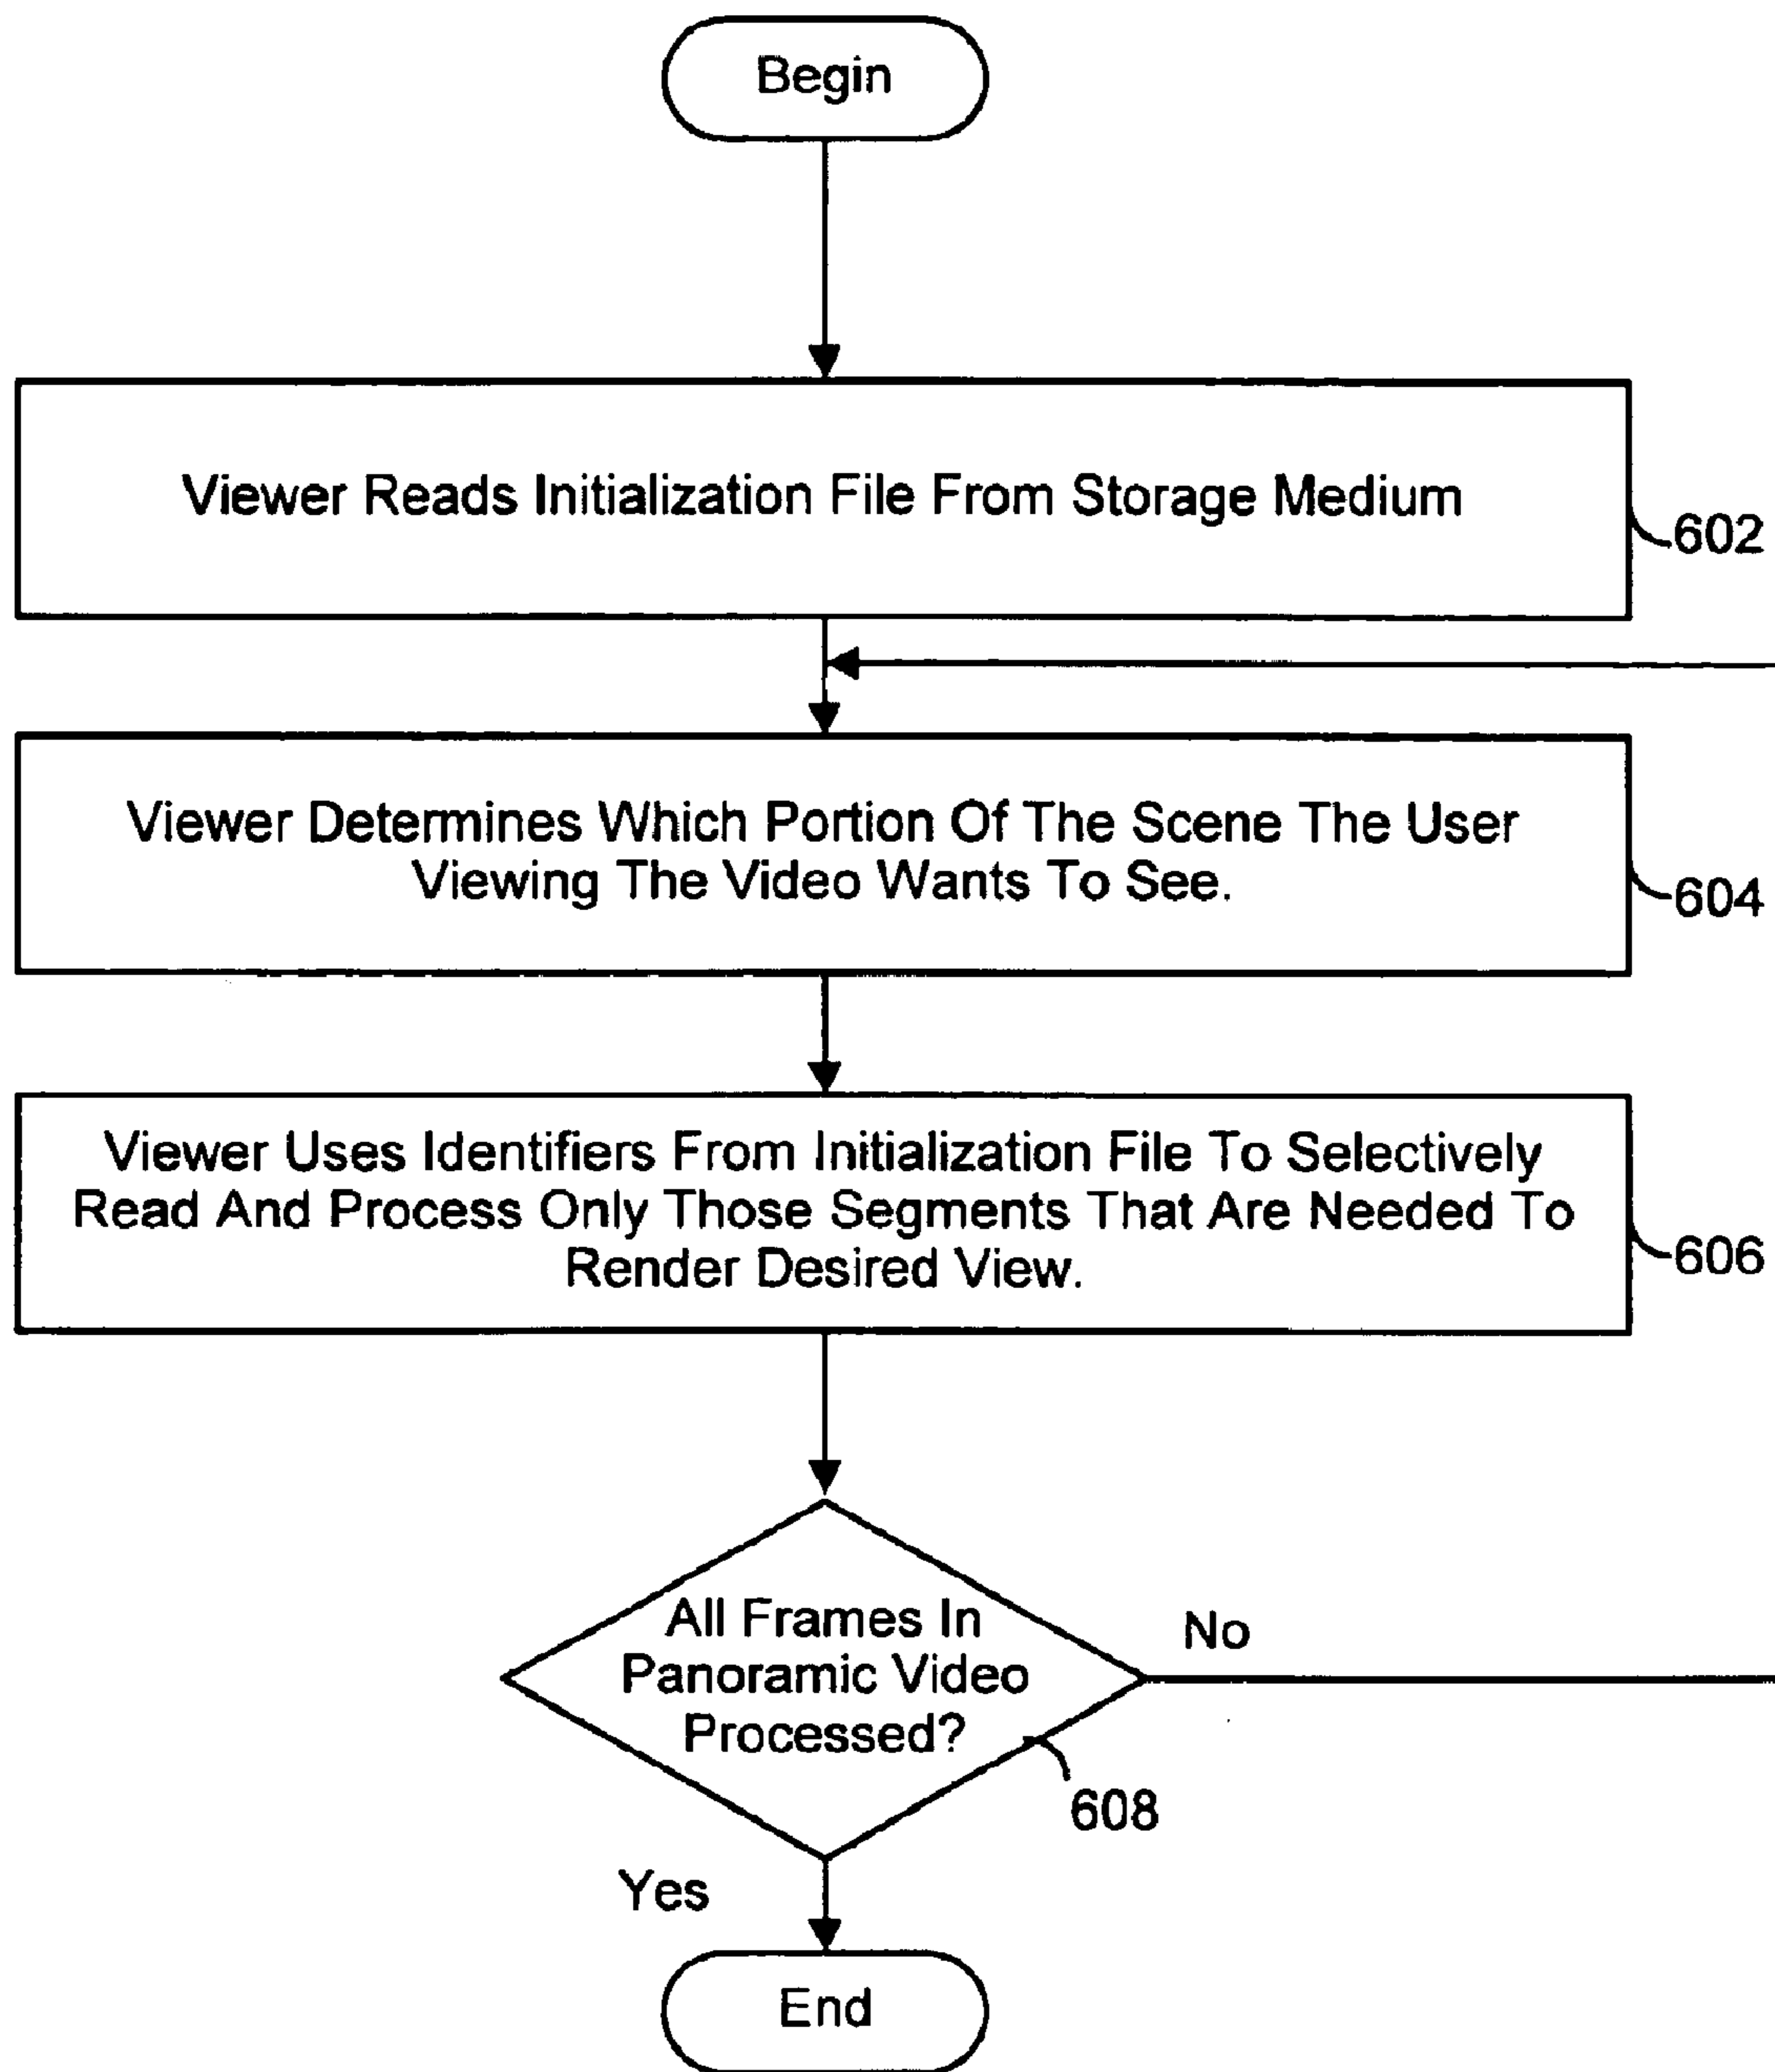 Begin
Viewer Reads Initialization File From Storage Medium
602
Viewer Determines Which Portion Of The Scene The User
Viewing The Video Wants To See.
604
Viewer Uses Identifiers From Initialization File To Selectively
Read And Process Only Those Segments That Are Needed To
Render Desired View.
606
All Frames In
Panoramic Video
Processed?
No
608
Yes
End